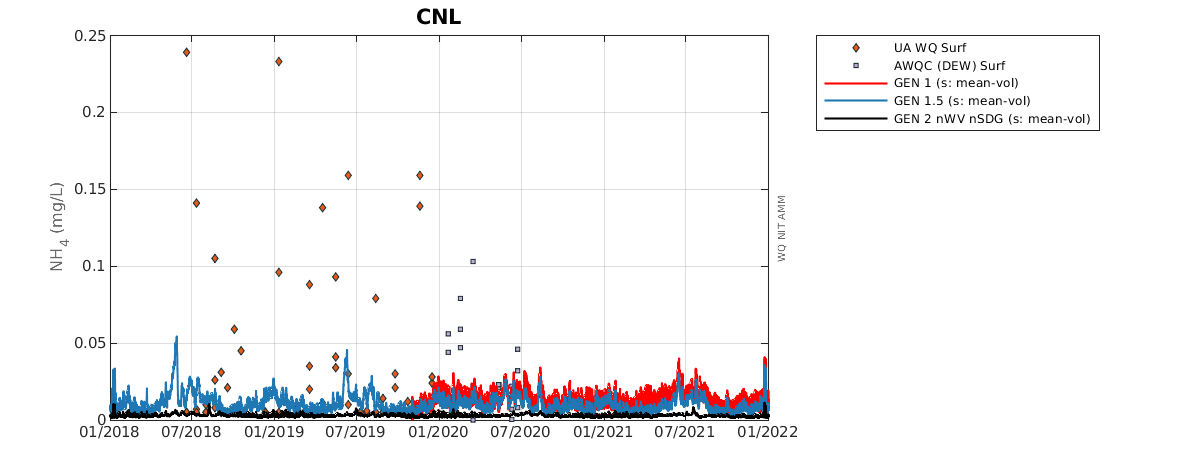 CNL
0.25
0.2
0.15
0.1
0.05
0
NH4 (mg/L)
01/2018 07/2018 01/2019 07/2019 01/2020 07/2020 01/2021 07/2021 01/2022
WQ NIT AMM
UA WQ Surf
AWQC (DEW) Surf
GEN 1 (s: mean-vol)
GEN 1.5 (s: mean-vol)
GEN 2 nWV nSDG (s: mean-vol)